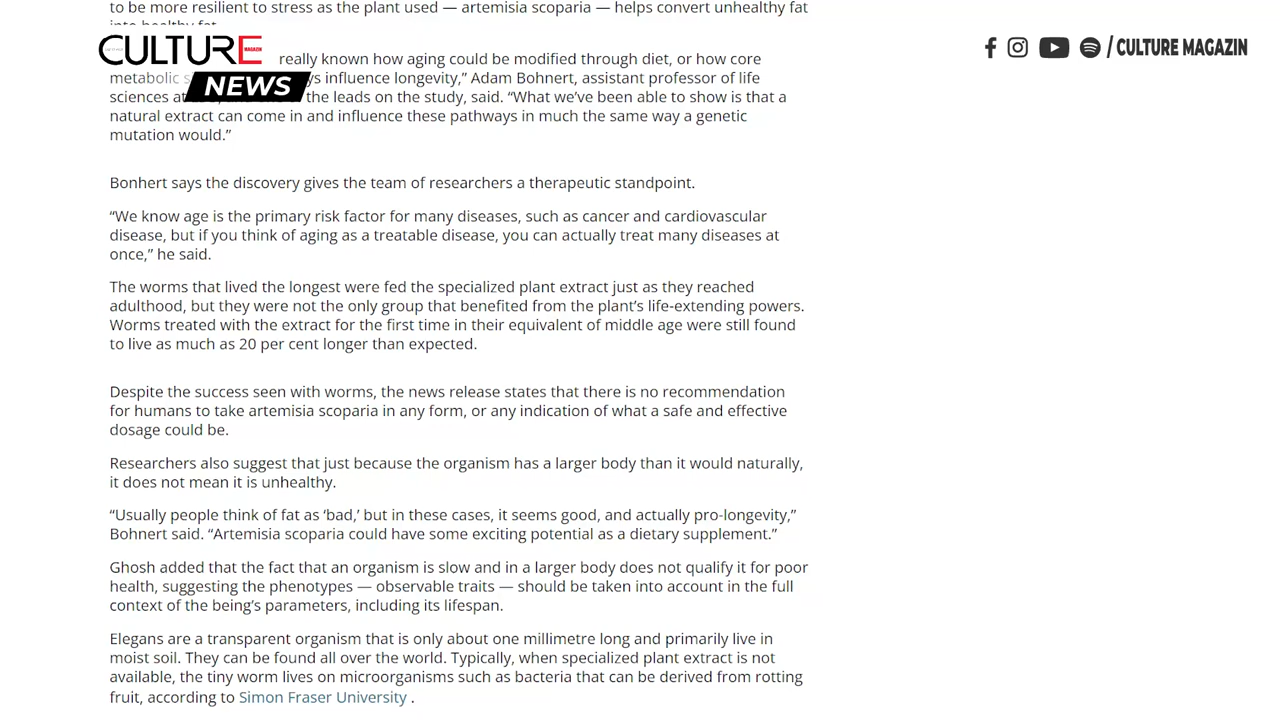 to be more resilient to stress as the plant used — artemisia scoparia — helps convert unhealthy fat
into healthy fat
CULTURE
MAGAZIN
NEWS
/ CULTURE MAGAZIN
really known how aging could be modified through diet, or how core
metabolic influence longevity,” Adam Bohnert, assistant professor of life
sciences at the leads on the study, said. “What we’ve been able to show is that a
natural extract can come in and influence these pathways in much the same way a genetic
mutation would.”
Bonhert says the discovery gives the team of researchers a therapeutic standpoint.
“We know age is the primary risk factor for many diseases, such as cancer and cardiovascular
disease, but if you think of aging as a treatable disease, you can actually treat many diseases at
once,” he said.
The worms that lived the longest were fed the specialized plant extract just as they reached
adulthood, but they were not the only group that benefited from the plant’s life-extending powers.
Worms treated with the extract for the first time in their equivalent of middle age were still found
to live as much as 20 per cent longer than expected.
Despite the success seen with worms, the news release states that there is no recommendation
for humans to take artemisia scoparia in any form, or any indication of what a safe and effective
dosage could be.
Researchers also suggest that just because the organism has a larger body than it would naturally,
it does not mean it is unhealthy.
“Usually people think of fat as ‘bad,’ but in these cases, it seems good, and actually pro-longevity,”
Bohnert said. “Artemisia scoparia could have some exciting potential as a dietary supplement.”
Ghosh added that the fact that an organism is slow and in a larger body does not qualify it for poor
health, suggesting the phenotypes — observable traits — should be taken into account in the full
context of the being’s parameters, including its lifespan.
Elegans are a transparent organism that is only about one millimetre long and primarily live in
moist soil. They can be found all over the world. Typically, when specialized plant extract is not
available, the tiny worm lives on microorganisms such as bacteria that can be derived from rotting
fruit, according to Simon Fraser University .